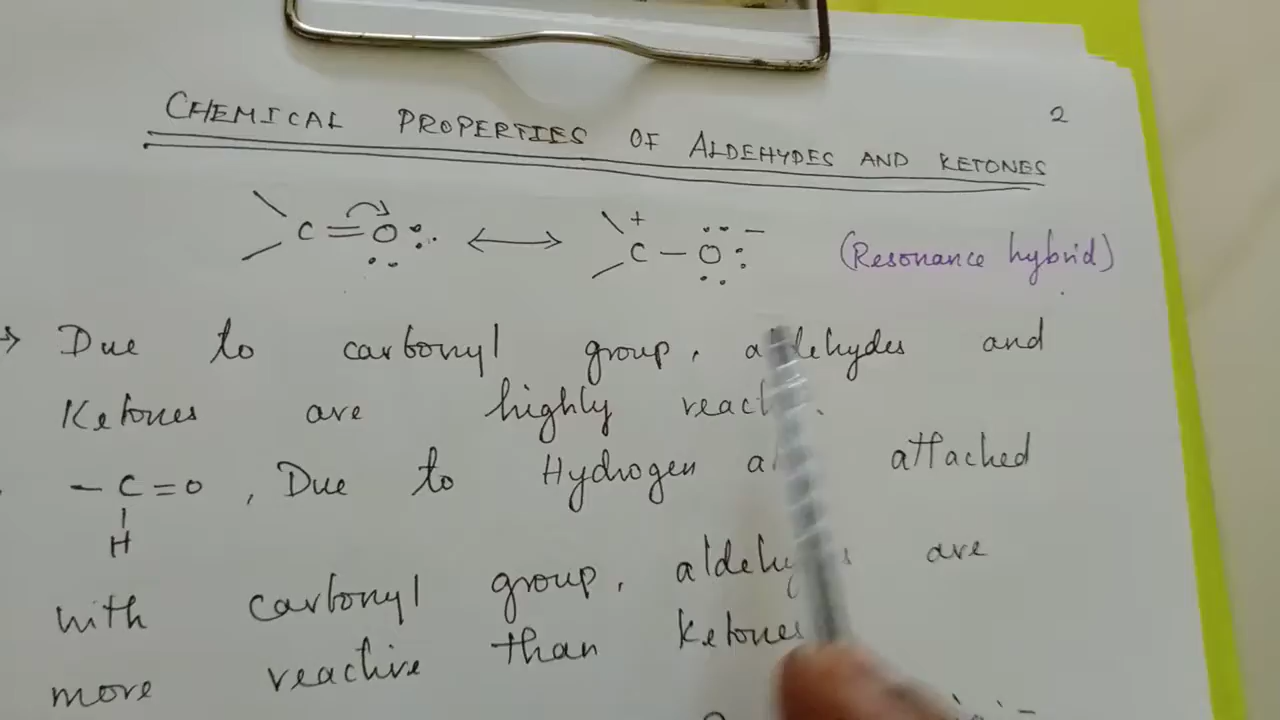 2
CHEMICAL PROPERTIES OF ALDEHYDES AND KETONES
C=O: ⟷ C⁺–O:⁻ (Resonance hybrid)
→ Due to carbonyl group, aldehydes and
Ketones are highly
–C=O, Due to Hydrogen attached
H
with carbonyl group, aldehydes are
more reactive than Ketones